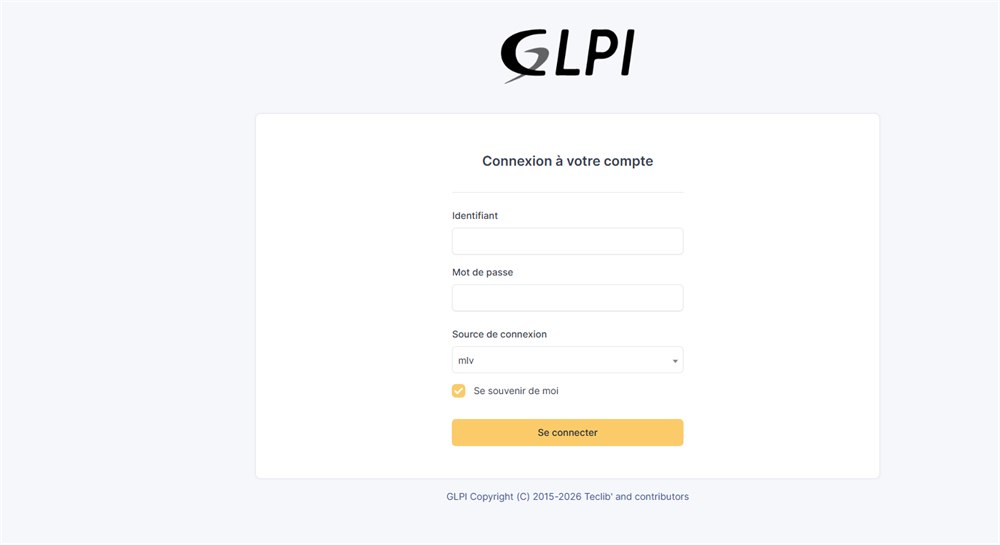 GLPI
Connexion à votre compte
Identifiant
Mot de passe
Source de connexion
mlv
Se souvenir de moi
Se connecter
GLPI Copyright (C) 2015-2026 Teclib' and contributors